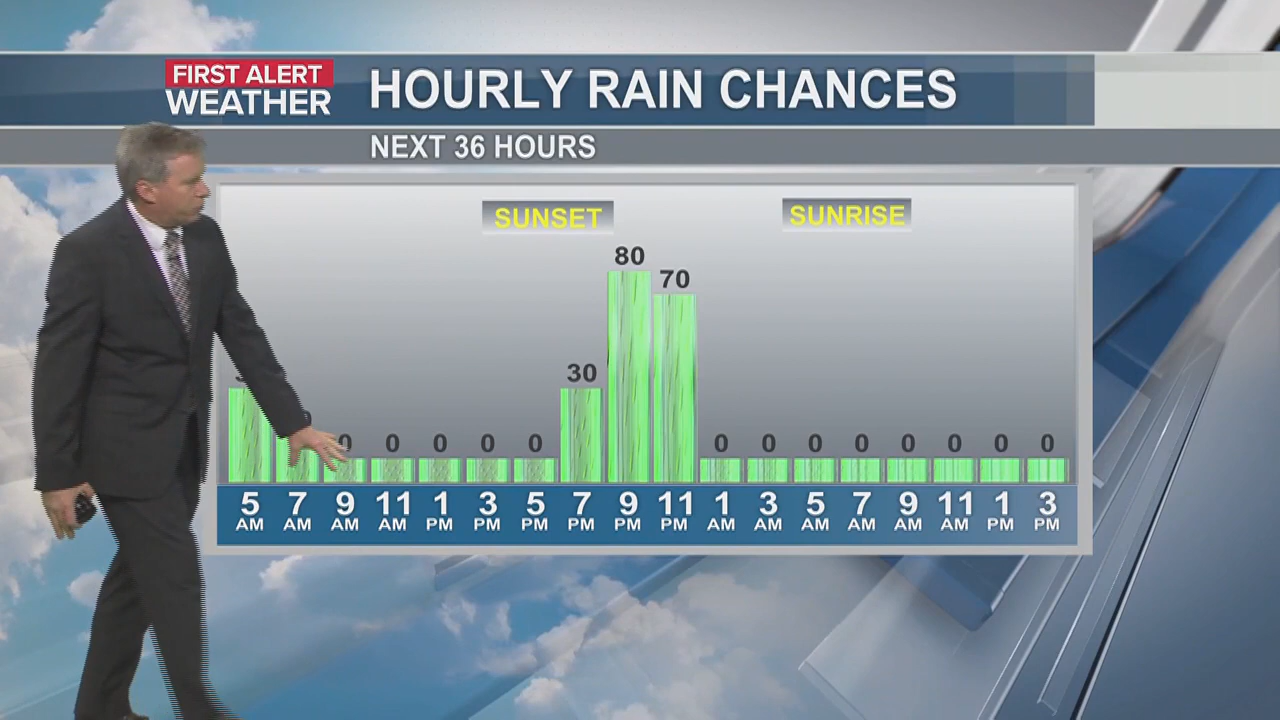 FIRST ALERT
WEATHER
HOURLY RAIN CHANCES
NEXT 36 HOURS
SUNSET SUNRISE
80
70
30
0 0 0 0 0 0 0 0 0 0 0 0 0
5 7 9 11 1 3 5 7 9 11 1 3 5 7 9 11 1 3
AM AM AM AM PM PM PM PM PM PM AM AM AM AM AM AM PM PM